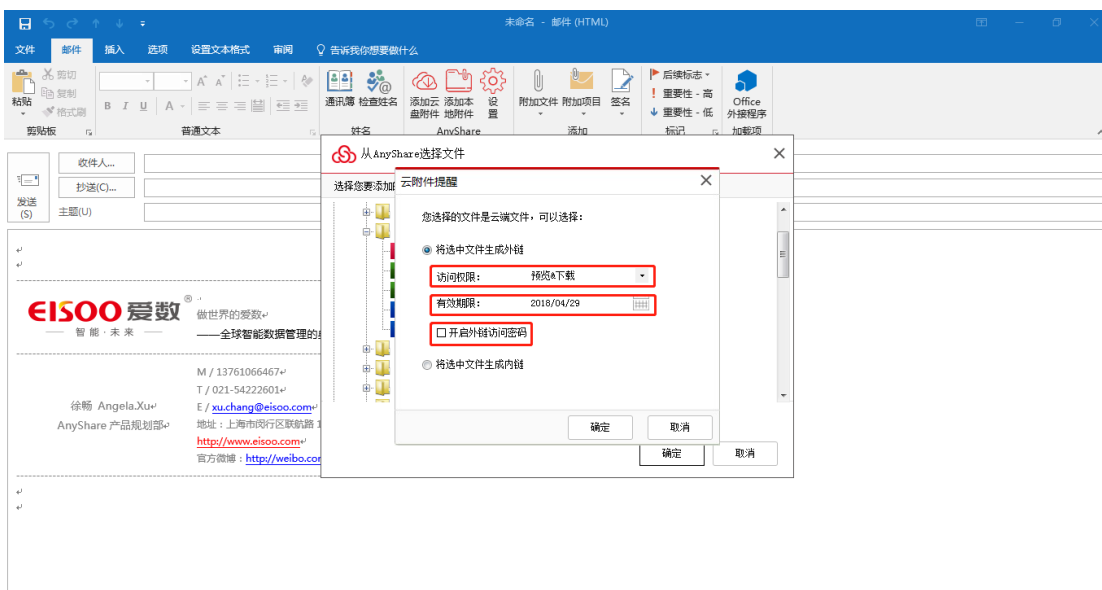 未命名 - 邮件 (HTML)
文件 邮件 插入 选项 设置文本格式 审阅 告诉我你想要做什么
粘贴 剪切 复制 格式刷
B I U A
通讯簿 检查姓名
添加云盘附件 添加本地附件 设置
附加文件 附加项目 签名
后续标志
重要性 - 高
重要性 - 低
Office 外接程序
剪贴板 普通文本 姓名 AnyShare 添加 标记 加载项
发送(S)
收件人...
抄送(C)...
主题(U)
从AnyShare选择文件
选择您要添加
云附件提醒
您选择的文件是云端文件，可以选择：
将选中文件生成外链
访问权限： 预览&下载
有效期限： 2018/04/29
开启外链访问密码
将选中文件生成内链
确定 取消
确定 取消
EISOO 爱数®
智能·未来
做世界的爱数
——全球智能数据管理的
徐畅 Angela.Xu
AnyShare 产品规划部
M / 13761066467
T / 021-54222601
E / xu.chang@eisoo.com
地址：上海市闵行区联航路 1
http://www.eisoo.com
官方微博：http://weibo.co